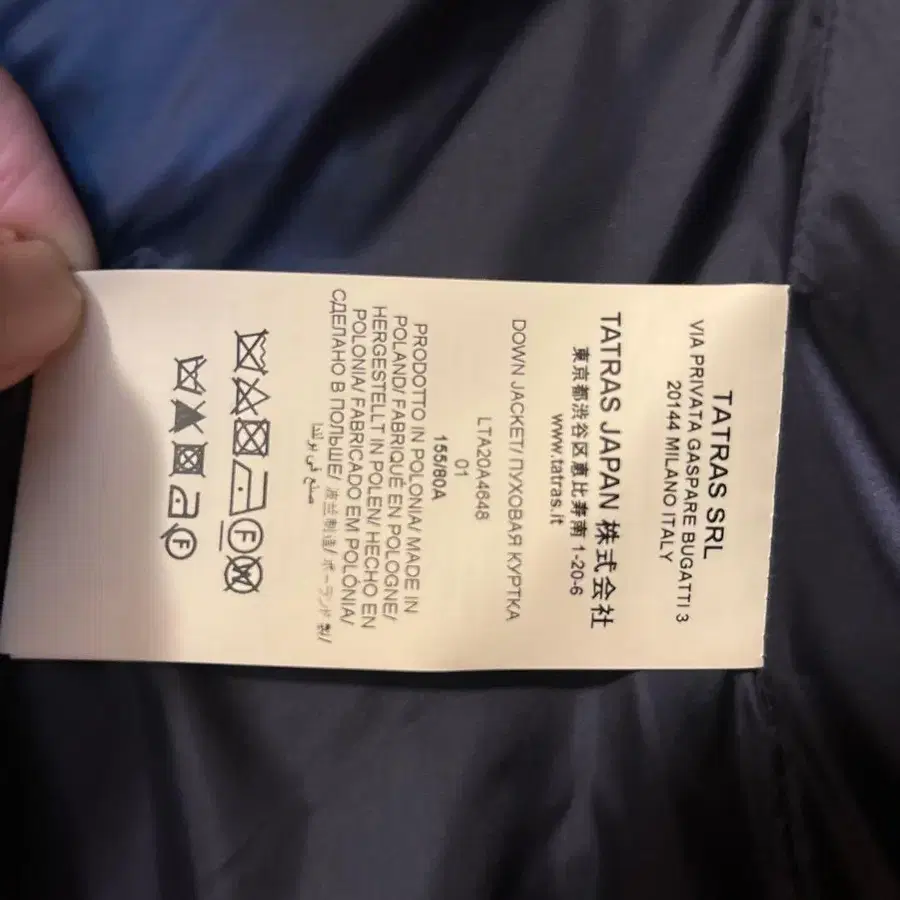 TATRAS SRL
VIA PRIVATA GASPARE BUGATTI 3
20144 MILANO ITALY
TATRAS JAPAN 株式会社
東京都渋谷区恵比寿南 1-20-6
www.tatras.it
DOWN JACKET/ ПУХОВАЯ КУРТКА
LTA20A4648
01
155/80A
PRODOTTO IN POLONIA/ MADE IN
POLAND/ FABRIQUÉ EN POLOGNE/
HERGESTELLT IN POLEN/ HECHO EN
POLONIA/ FABRICADO EM POLÓNIA/
СДЕЛАНО В ПОЛЬШЕ/ 波兰制造/ ポーランド製/
صنع في بولندا
F W
F